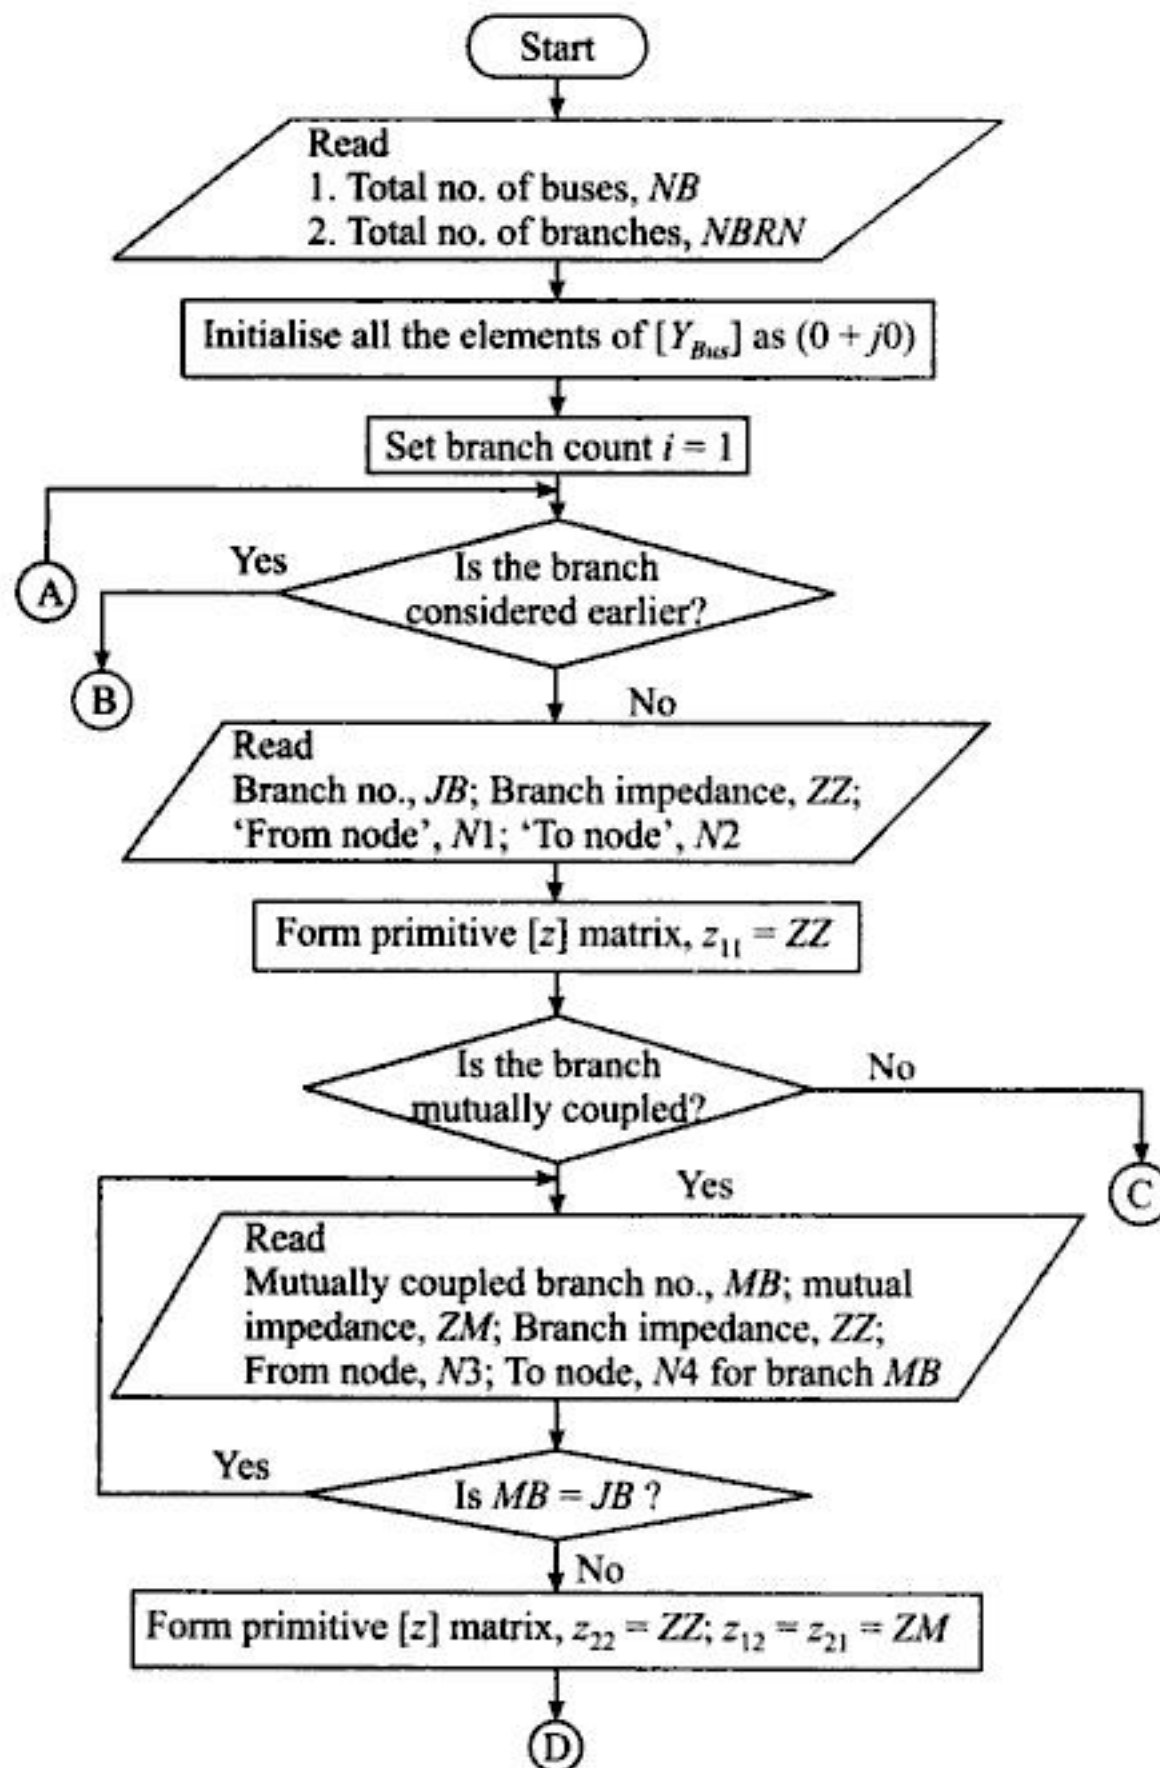 Start
Read
1. Total no. of buses, NB
2. Total no. of branches, NBRN
Initialise all the elements of [Y_Bus] as (0 + j0)
Set branch count i = 1
Yes
Is the branch
considered earlier?
A
B
No
Read
Branch no., JB; Branch impedance, ZZ;
‘From node’, N1; ‘To node’, N2
Form primitive [z] matrix, z₁₁ = ZZ
Is the branch
mutually coupled?
No
C
Yes
Read
Mutually coupled branch no., MB; mutual
impedance, ZM; Branch impedance, ZZ;
From node, N3; To node, N4 for branch MB
Yes
Is MB = JB ?
No
Form primitive [z] matrix, z₂₂ = ZZ; z₁₂ = z₂₁ = ZM
D